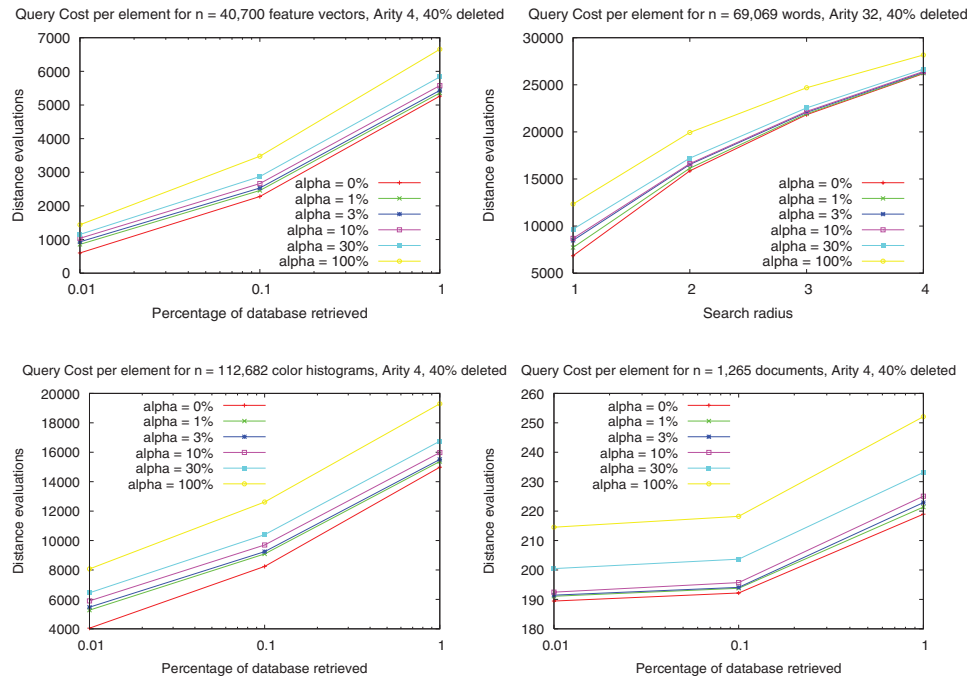 Query Cost per element for n = 40,700 feature vectors, Arity 4, 40% deleted
7000
6000
5000
4000
3000
2000
1000
0
Distance evaluations
alpha = 0%
alpha = 1%
alpha = 3%
alpha = 10%
alpha = 30%
alpha = 100%
0.01 0.1 1
Percentage of database retrieved
Query Cost per element for n = 69,069 words, Arity 32, 40% deleted
30000
25000
20000
15000
10000
5000
Distance evaluations
alpha = 0%
alpha = 1%
alpha = 3%
alpha = 10%
alpha = 30%
alpha = 100%
1 2 3 4
Search radius
Query Cost per element for n = 112,682 color histograms, Arity 4, 40% deleted
20000
18000
16000
14000
12000
10000
8000
6000
4000
Distance evaluations
alpha = 0%
alpha = 1%
alpha = 3%
alpha = 10%
alpha = 30%
alpha = 100%
0.01 0.1 1
Percentage of database retrieved
Query Cost per element for n = 1,265 documents, Arity 4, 40% deleted
260
250
240
230
220
210
200
190
180
Distance evaluations
alpha = 0%
alpha = 1%
alpha = 3%
alpha = 10%
alpha = 30%
alpha = 100%
0.01 0.1 1
Percentage of database retrieved